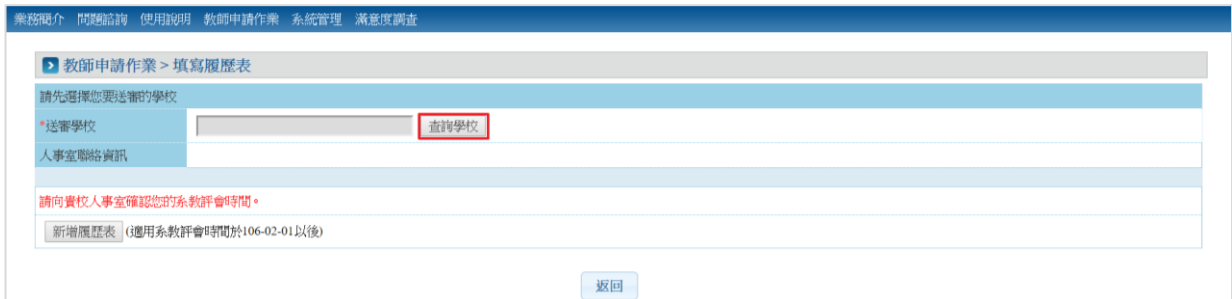 業務簡介 問題諮詢 使用說明 教師申請作業 系統管理 滿意度調查
教師申請作業 > 填寫履歷表
請先選擇您要送審的學校
*送審學校 查詢學校
人事室聯絡資訊
請向貴校人事室確認您的系教評會時間。
新增履歷表 (適用系教評會時間於106-02-01以後)
返回